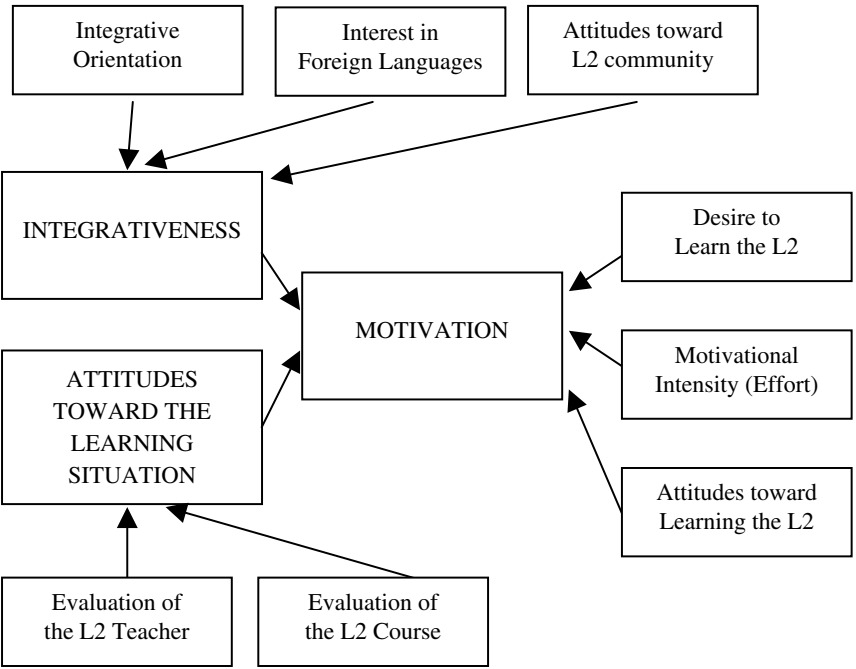 Integrative
Orientation
Interest in
Foreign Languages
Attitudes toward
L2 community
INTEGRATIVENESS
Desire to
Learn the L2
MOTIVATION
Motivational
Intensity (Effort)
ATTITUDES
TOWARD THE
LEARNING
SITUATION
Attitudes toward
Learning the L2
Evaluation of
the L2 Teacher
Evaluation of
the L2 Course